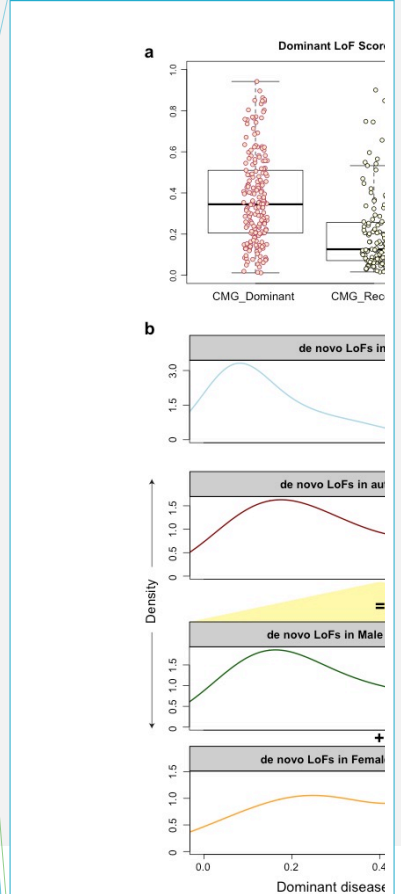 a
Dominant LoF Score
1.0
0.8
0.6
0.4
0.2
0.0
CMG_Dominant CMG_Rece
b
de novo LoFs in
3.0
1.5
0
de novo LoFs in au
1.5
1.0
0.5
0
=
Density
de novo LoFs in Male
1.5
1.0
0.5
0
+
de novo LoFs in Femal
1.5
1.0
0.5
0
0.0 0.2 0.4
Dominant disease